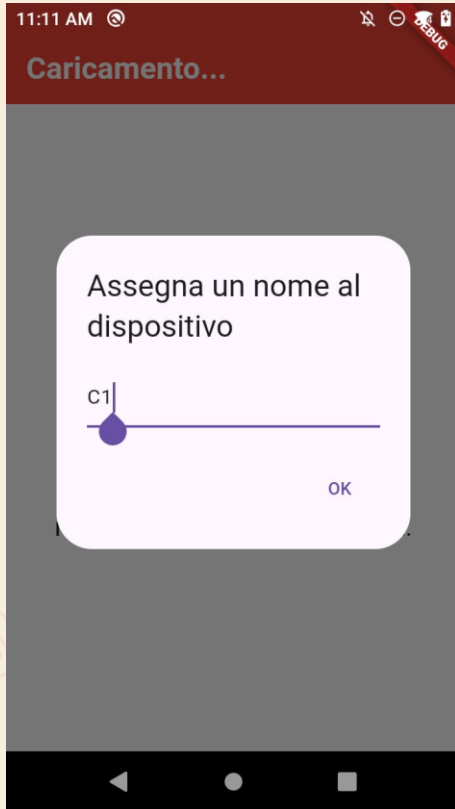 11:11 AM
DEBUG
Caricamento...
Assegna un nome al
dispositivo
C1
OK